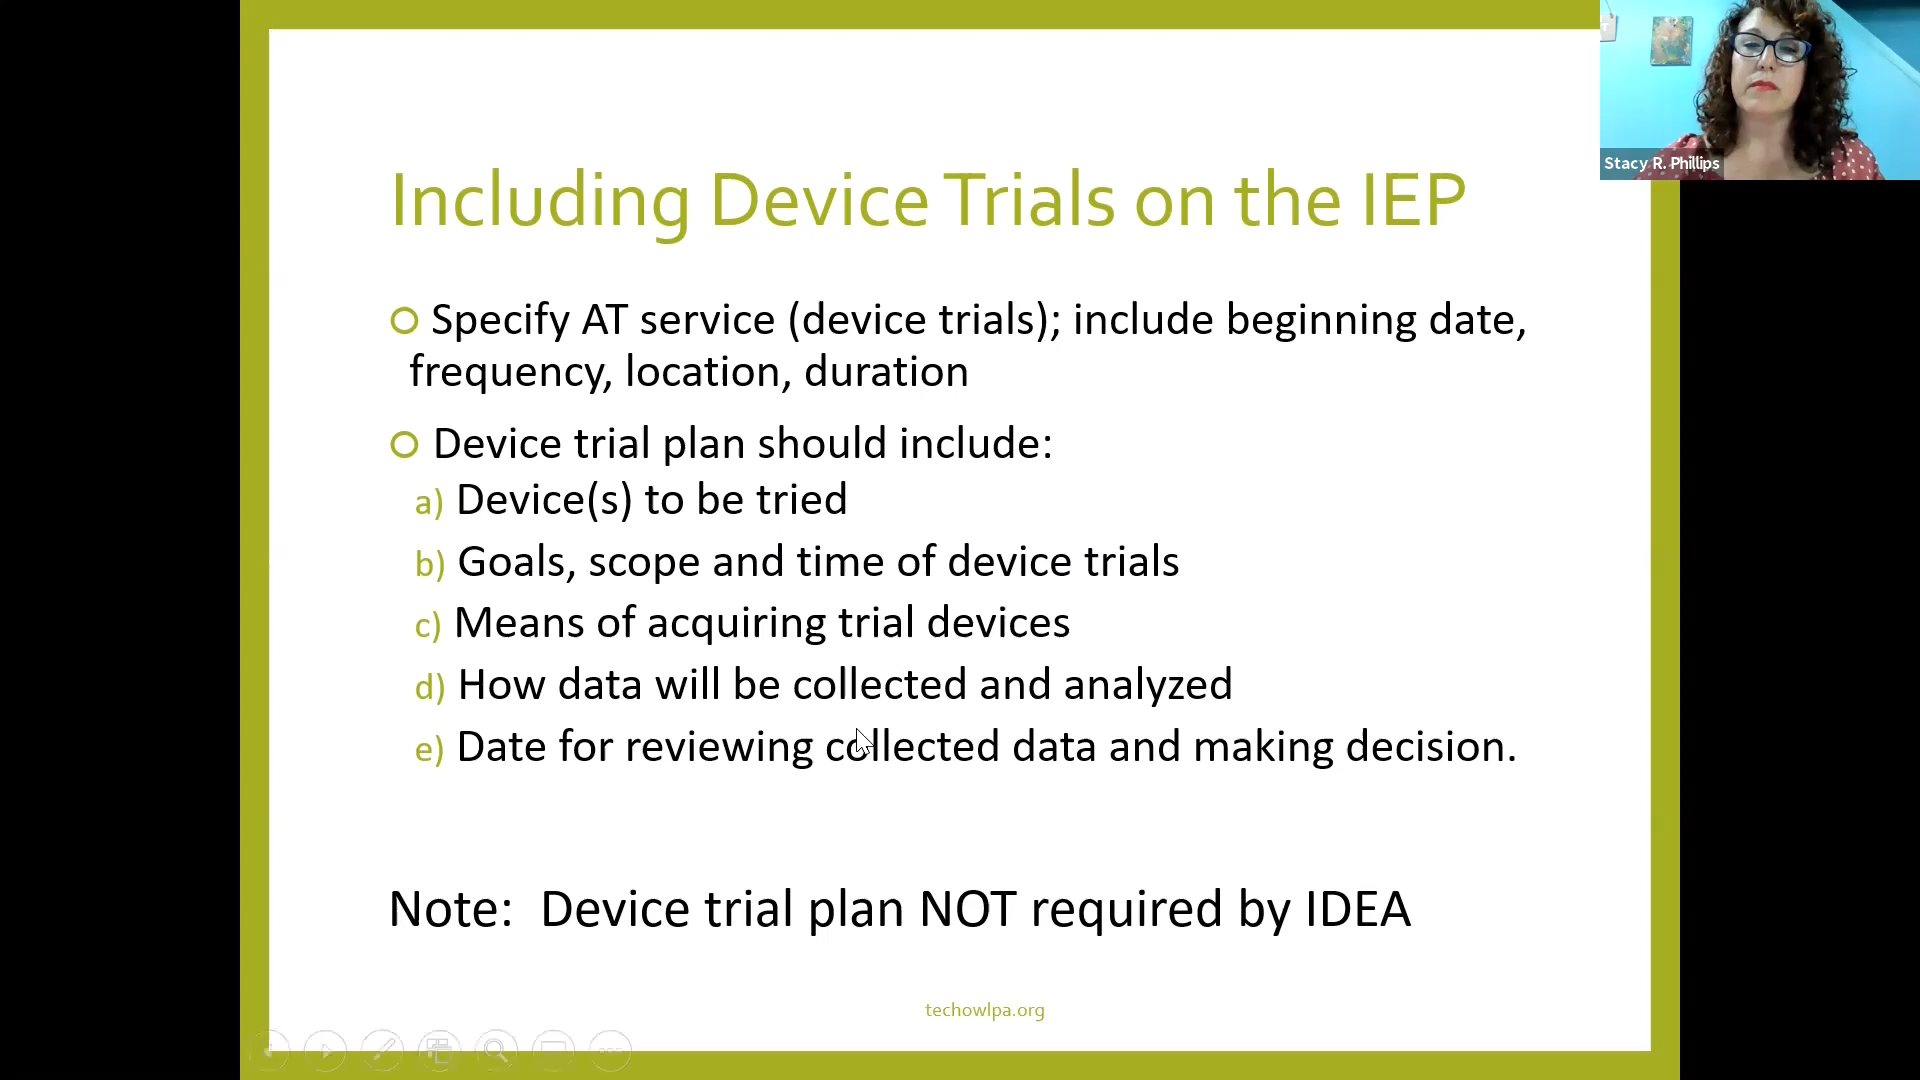 Stacy R. Phillips
Including Device Trials on the IEP
Specify AT service (device trials); include beginning date,
frequency, location, duration
Device trial plan should include:
a) Device(s) to be tried
b) Goals, scope and time of device trials
c) Means of acquiring trial devices
d) How data will be collected and analyzed
e) Date for reviewing collected data and making decision.
Note: Device trial plan NOT required by IDEA
techowlpa.org